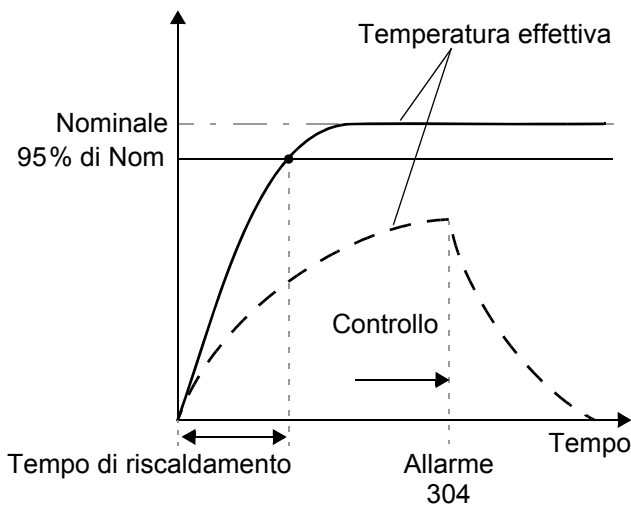 Temperatura effettiva
Nominale
95% di Nom
Controllo
Tempo
Tempo di riscaldamento
Allarme
304